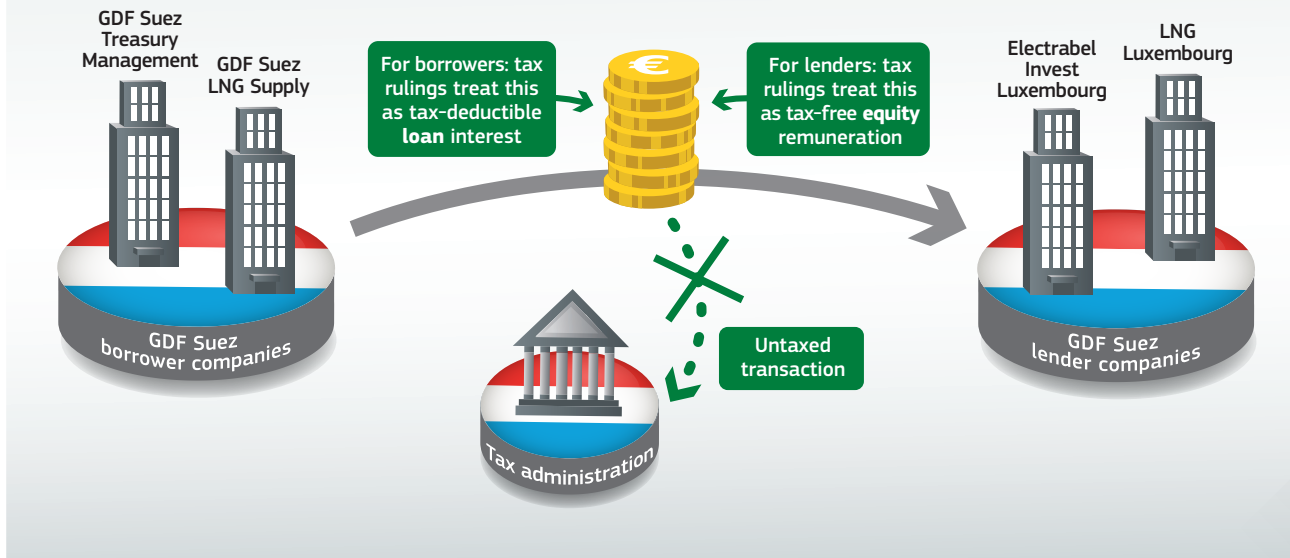 GDF Suez
Treasury
Management
GDF Suez
LNG Supply
For borrowers: tax
rulings treat this
as tax-deductible
loan interest
€
For lenders: tax
rulings treat this
as tax-free equity
remuneration
Electrabel
Invest
Luxembourg
LNG
Luxembourg
GDF Suez
borrower companies
Untaxed
transaction
GDF Suez
lender companies
Tax administration